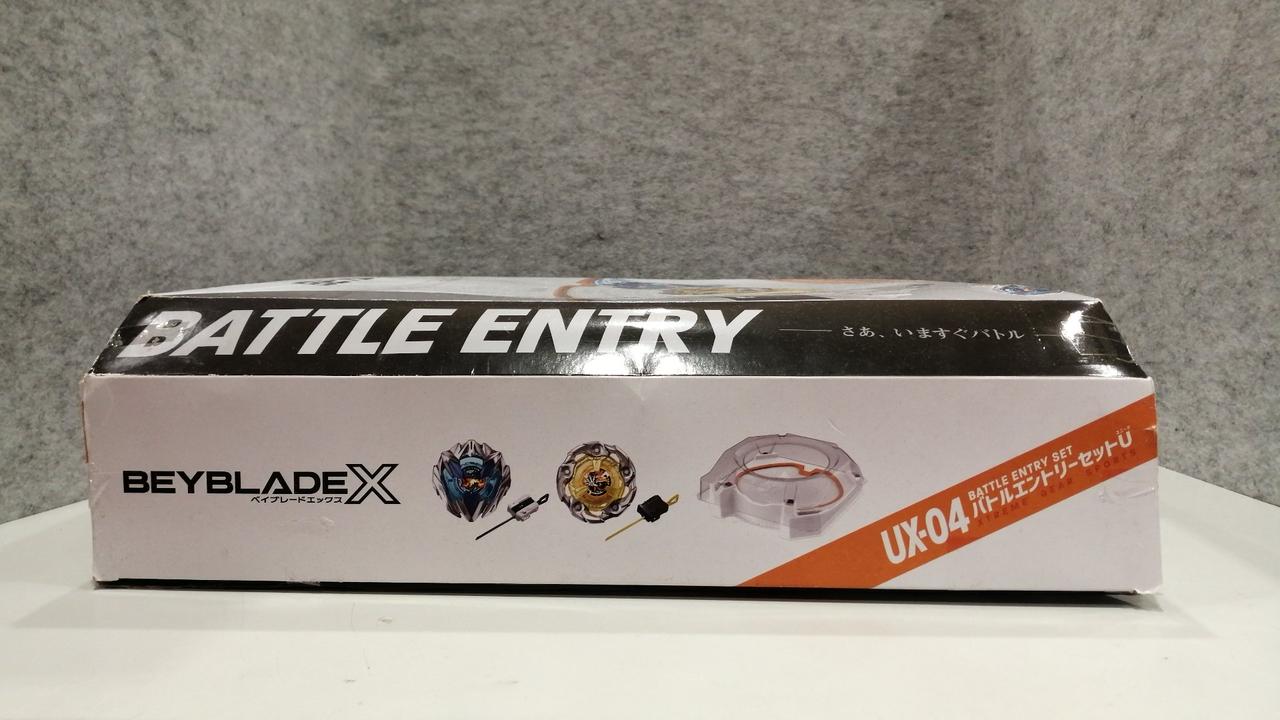 BATTLE ENTRY
さあ、いますぐバトル
BEYBLADE X
ベイブレードエックス
UX-04
BATTLE ENTRY SET
バトルエントリーセットU
XTREME GEAR SPORTS